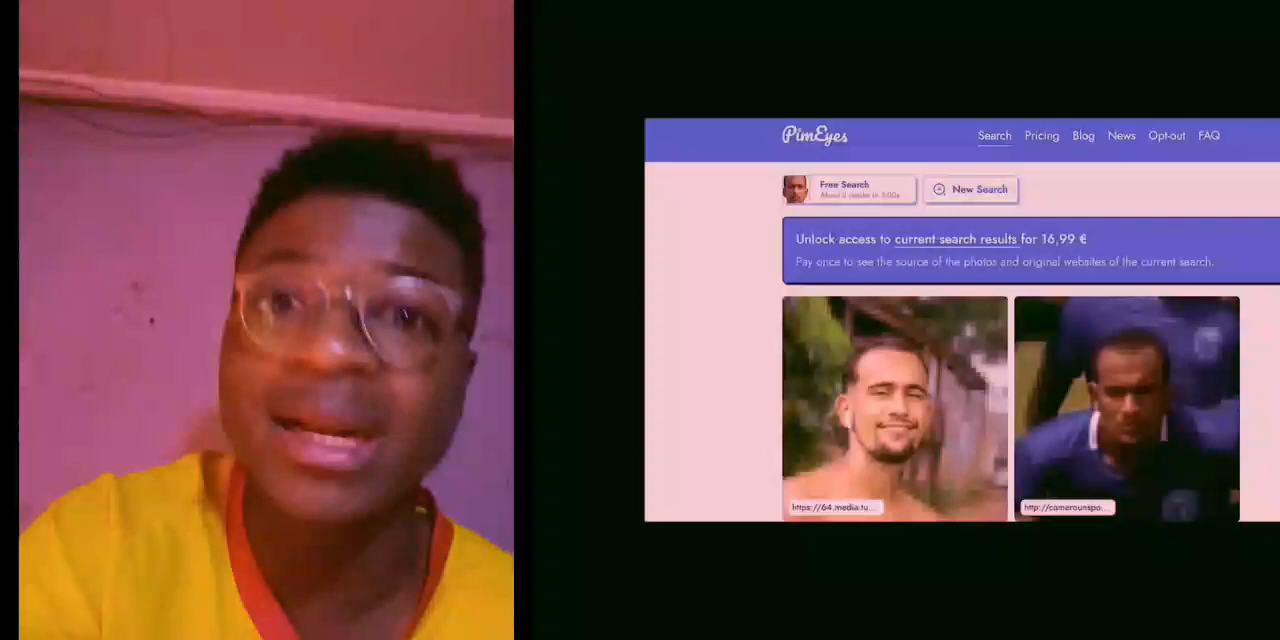 PimEyes
Search Pricing Blog News Opt-out FAQ
Free Search
New Search
Unlock access to current search results for 16,99 €
Pay once to see the source of the photos and original websites of the current search.
https://64.media.tu...
http://camerounspo...